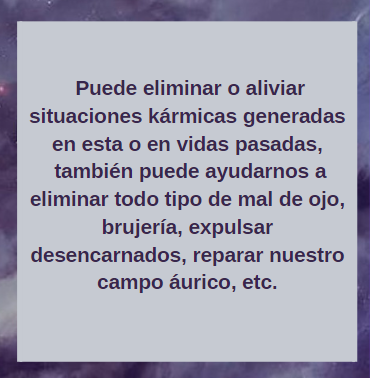 Puede eliminar o aliviar
situaciones kármicas generadas
en esta o en vidas pasadas,
también puede ayudarnos a
eliminar todo tipo de mal de ojo,
brujería, expulsar
desencarnados, reparar nuestro
campo áurico, etc.